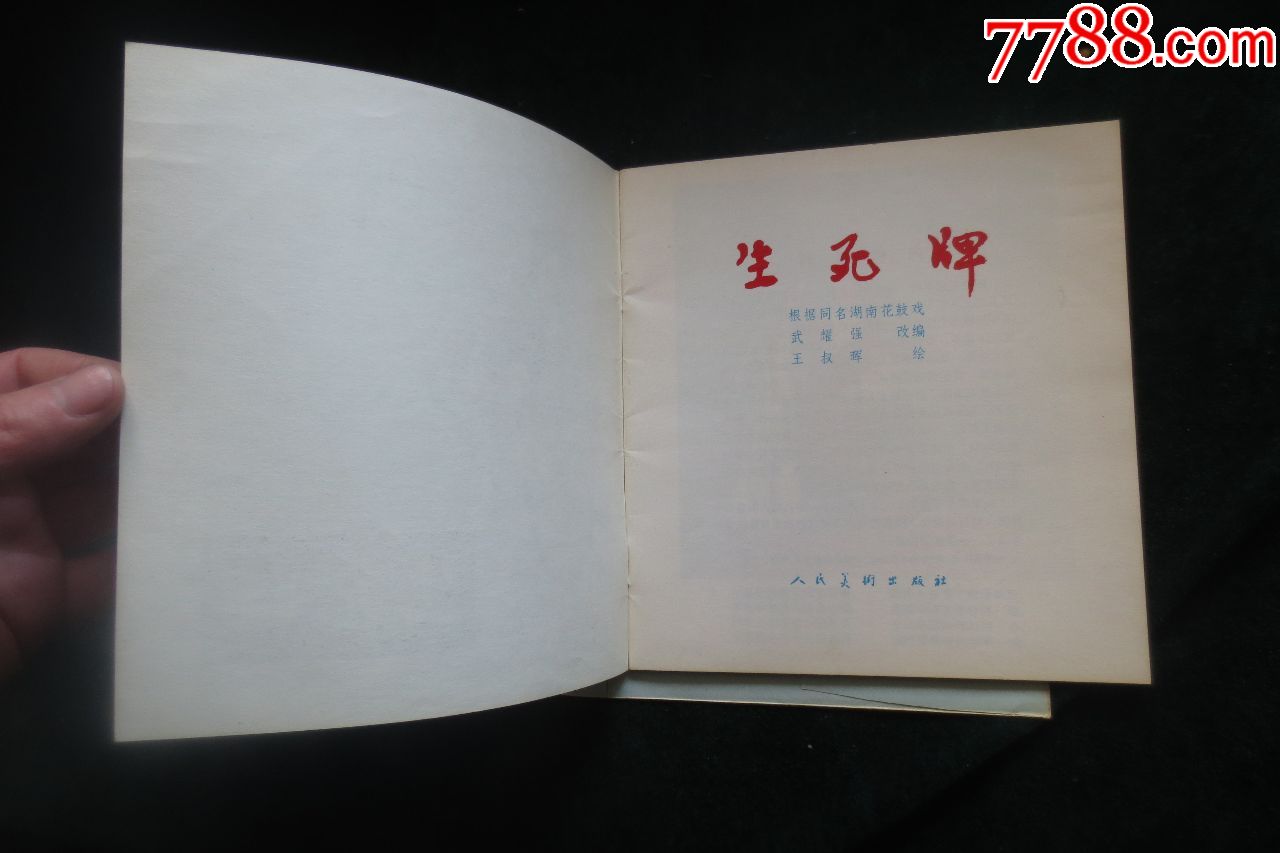 7788.com
生死牌
根据同名湖南花鼓戏
武耀强 改编
王叔晖 绘
人民美術出版社